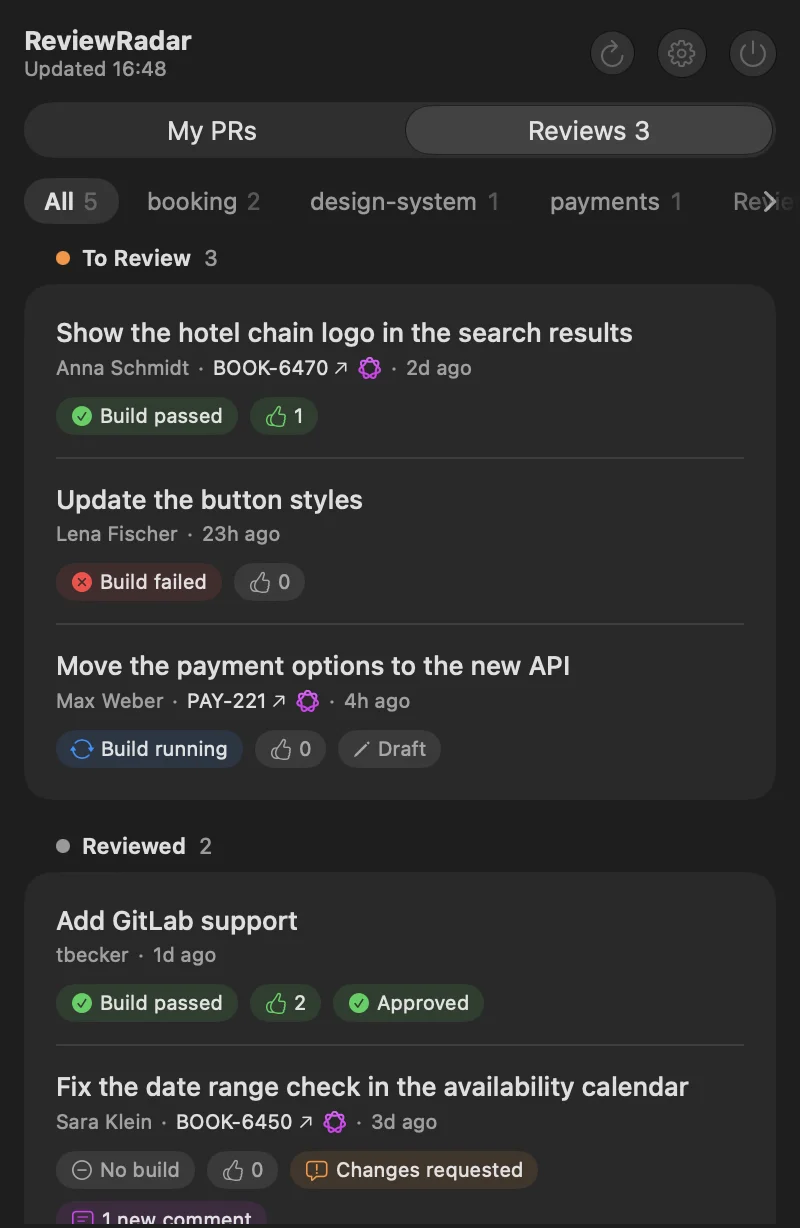 ReviewRadar
Updated 16:48
My PRs
Reviews 3
All 5 booking 2 design-system 1 payments 1
To Review 3
Show the hotel chain logo in the search results
Anna Schmidt · BOOK-6470 ↗ · 2d ago
Build passed 1
Update the button styles
Lena Fischer · 23h ago
Build failed 0
Move the payment options to the new API
Max Weber · PAY-221 ↗ · 4h ago
Build running 0 Draft
Reviewed 2
Add GitLab support
tbecker · 1d ago
Build passed 2 Approved
Fix the date range check in the availability calendar
Sara Klein · BOOK-6450 ↗ · 3d ago
No build 0 Changes requested
1 new comment